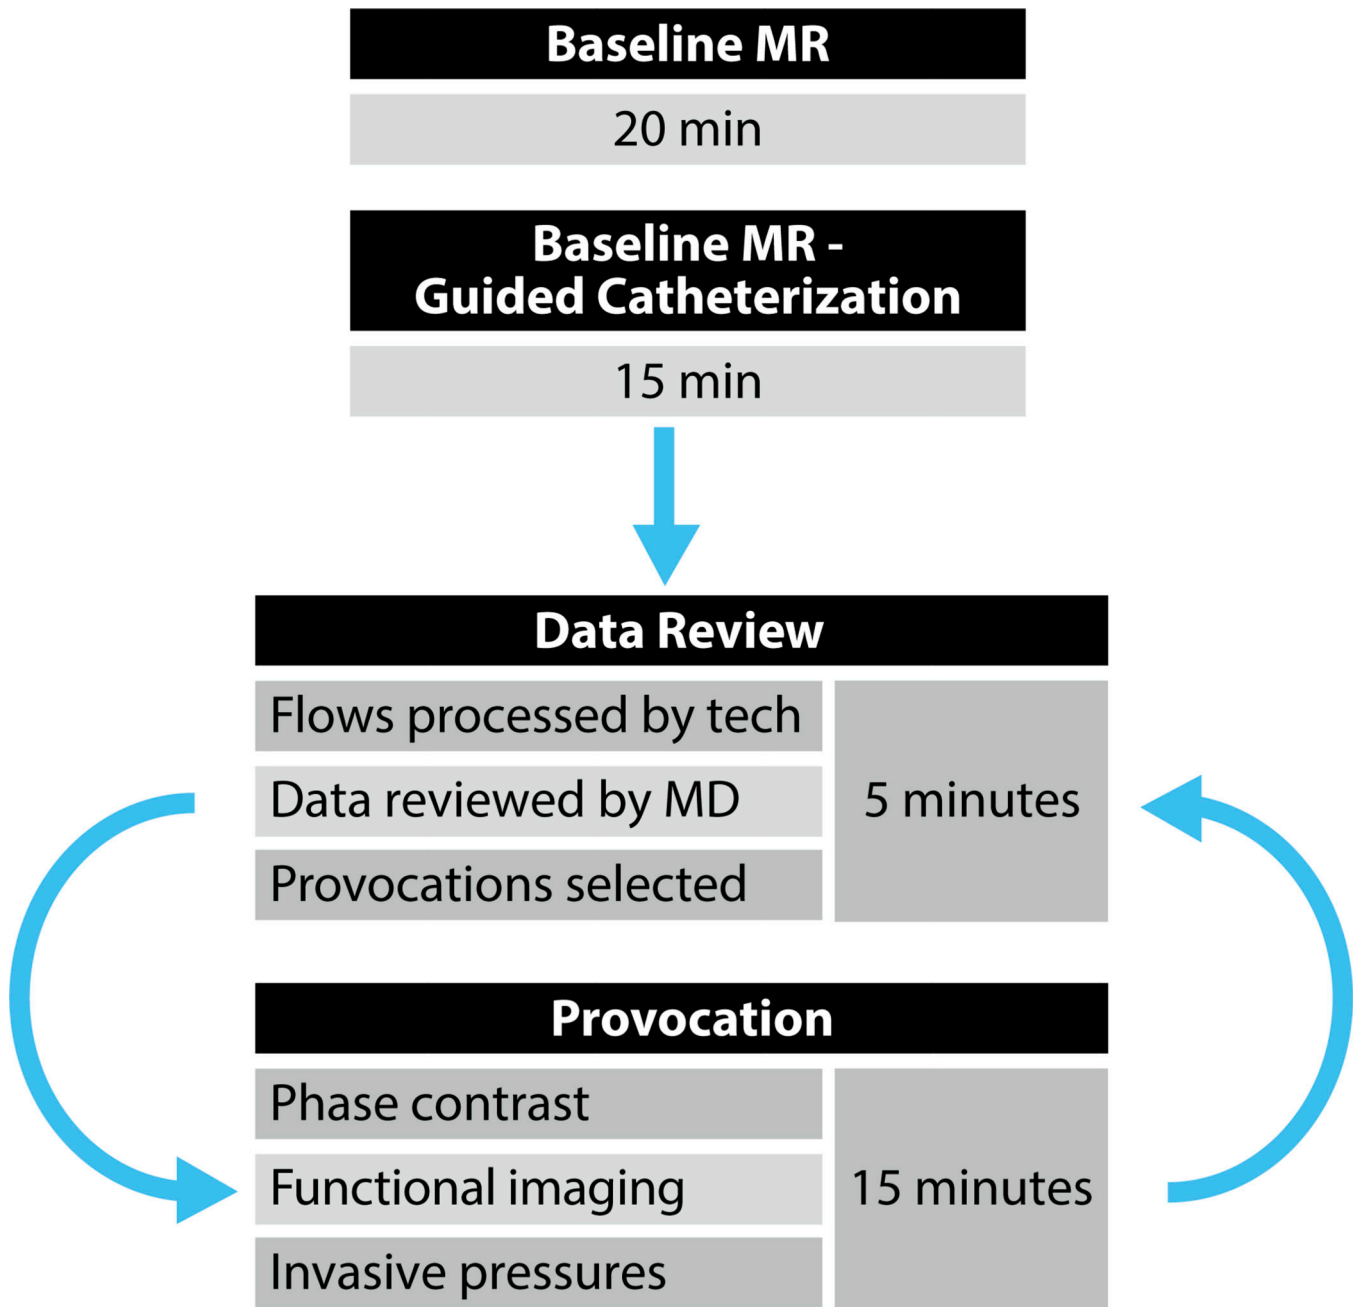 Baseline MR
20 min
Baseline MR -
Guided Catheterization
15 min
Data Review
Flows processed by tech
Data reviewed by MD
5 minutes
Provocations selected
Provocation
Phase contrast
Functional imaging
15 minutes
Invasive pressures